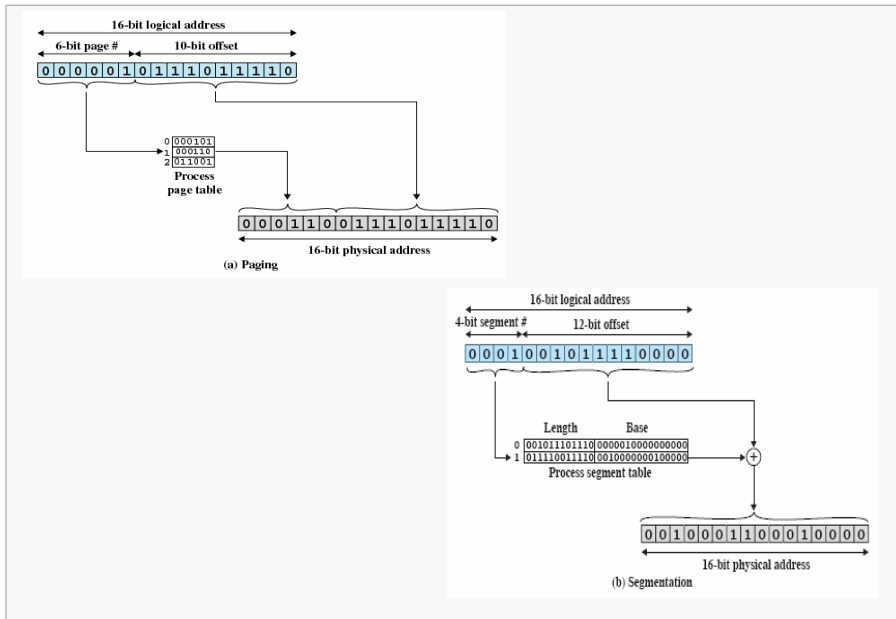 16-bit logical address
6-bit page # 10-bit offset
0 0 0 0 0 1 0 1 1 1 0 1 1 1 1 0
0 000101
1 000110
2 011001
Process
page table
0 0 0 1 1 0 0 1 1 1 0 1 1 1 1 0
16-bit physical address
(a) Paging
16-bit logical address
4-bit segment # 12-bit offset
0 0 0 1 0 0 1 0 1 1 1 1 0 0 0 0
Length Base
0 001011101110 0000010000000000
1 011110011110 0010000000100000
+
Process segment table
0 0 1 0 0 0 1 1 0 0 0 1 0 0 0 0
16-bit physical address
(b) Segmentation